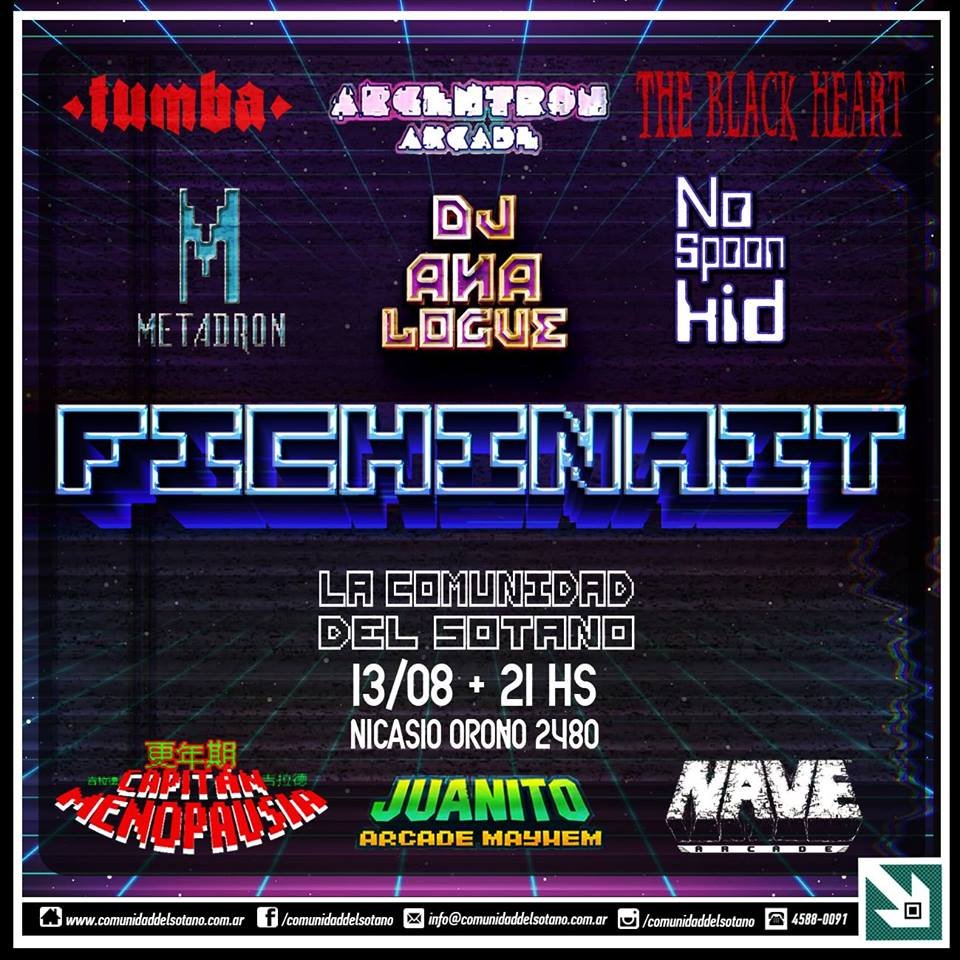 tumba
ARGENTRON
ARCADE
THE BLACK HEART
M
METADRON
DJ
ANA
LOGUE
No
Spoon
kid
FICHINAIT
LA COMUNIDAD
DEL SOTANO
13/08 + 21 HS
NICASIO OROÑO 2480
更年期
CAPITÁN
MENOPAUSIA
JUANITO
ARCADE MAYHEM
NAVE
ARCADE
www.comunidaddelsotano.com.ar
/comunidaddelsotano
info@comunidaddelsotano.com.ar
/comunidaddelsotano
4588-0091